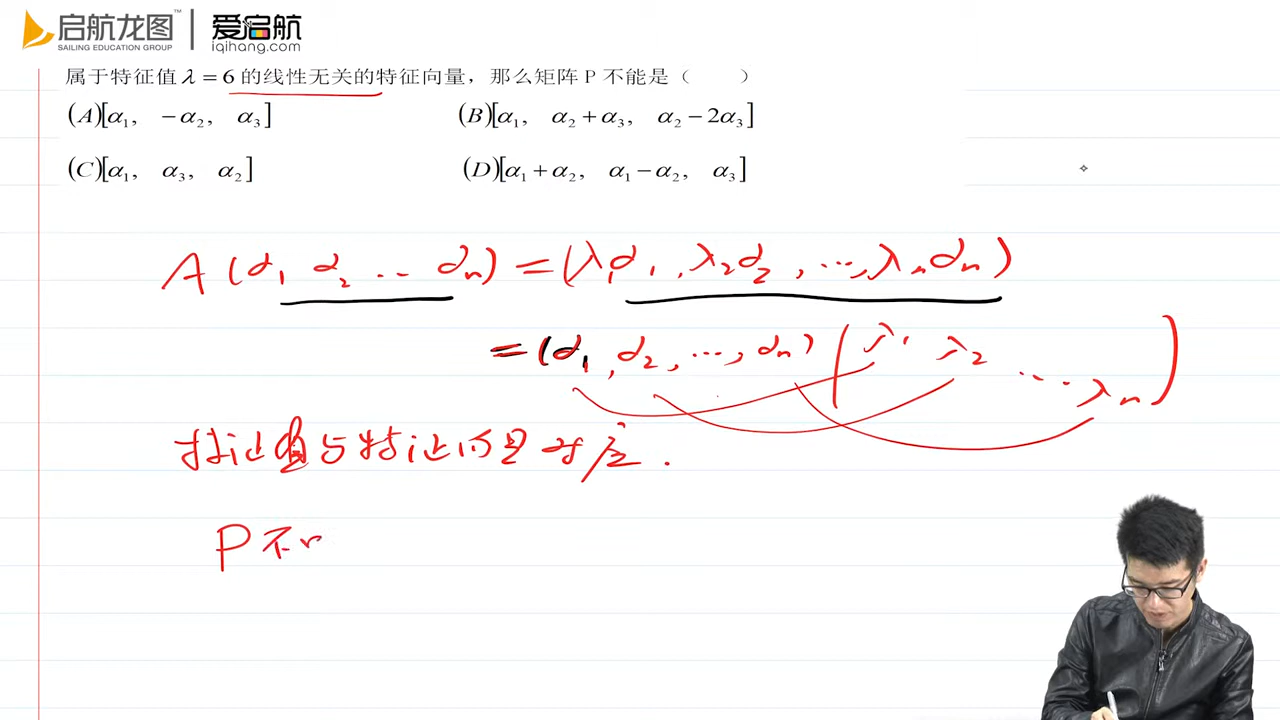 启航龙图™ | 爱启航
SAILING EDUCATION GROUP iqihang.com
属于特征值 λ = 6 的线性无关的特征向量，那么矩阵 P 不能是（ ）
(A)[α₁, －α₂, α₃] (B)[α₁, α₂＋α₃, α₂－2α₃]
(C)[α₁, α₃, α₂] (D)[α₁＋α₂, α₁－α₂, α₃]
A(α₁ α₂ … αₙ) = (λ₁α₁, λ₂α₂, …, λₙαₙ)
= (α₁, α₂, …, αₙ)(λ₁ λ₂ … λₙ)
特征值与特征向量对应.
P 不